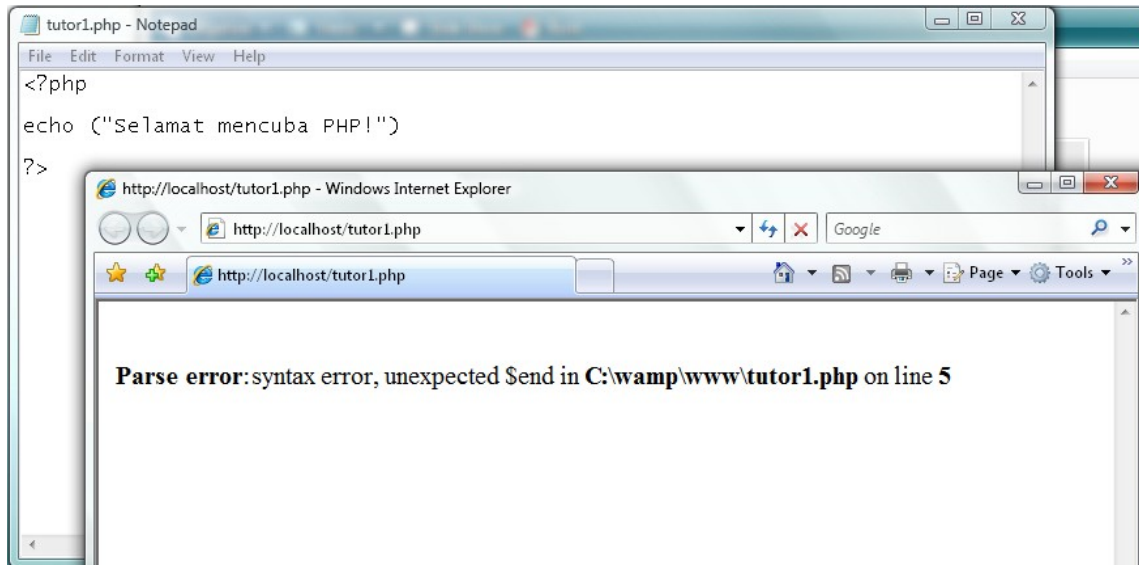 tutor1.php - Notepad
File Edit Format View Help
<?php
echo ("Selamat mencuba PHP!")
?>
http://localhost/tutor1.php - Windows Internet Explorer
http://localhost/tutor1.php
Google
http://localhost/tutor1.php
Page
Tools
Parse error:syntax error, unexpected $end in C:\wamp\www\tutor1.php on line 5